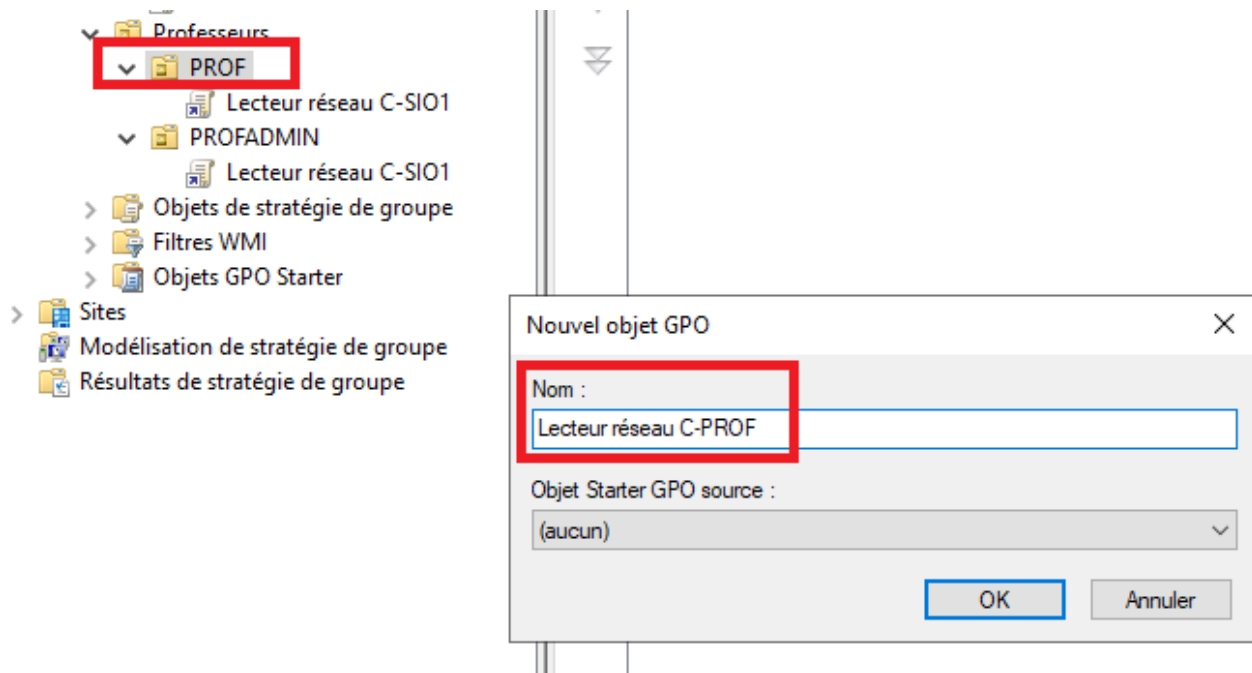 Professeurs
PROF
Lecteur réseau C-SIO1
PROFADMIN
Lecteur réseau C-SIO1
Objets de stratégie de groupe
Filtres WMI
Objets GPO Starter
Sites
Modélisation de stratégie de groupe
Résultats de stratégie de groupe
Nouvel objet GPO
Nom :
Lecteur réseau C-PROF
Objet Starter GPO source :
(aucun)
OK Annuler